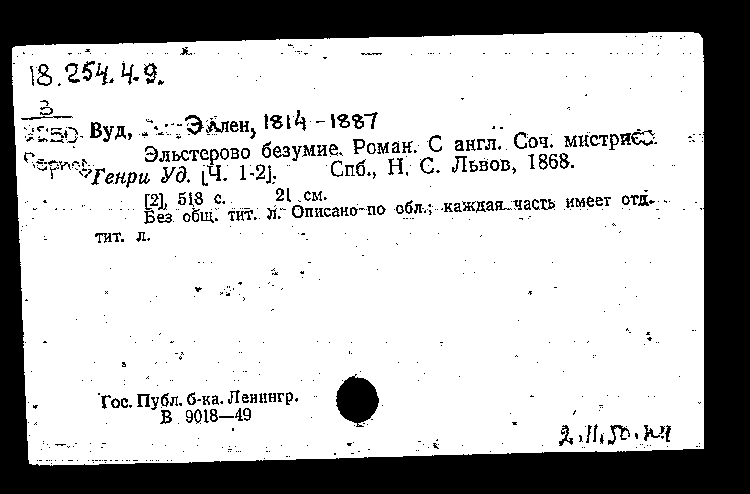 18.254.4.9.
3
Вуд, Эллен, 1814-1887
Эльстерово безумие. Роман. С англ. Соч. мистрисс
Генри Уд. [Ч. 1-2]. Спб., Н. С. Львов, 1868.
[2], 518 с. 21 см.
Без общ. тит. л. Описано по обл.; каждая часть имеет отд.
тит. л.
Гос. Публ. б-ка. Ленингр.
В 9018—49
2.11.50.